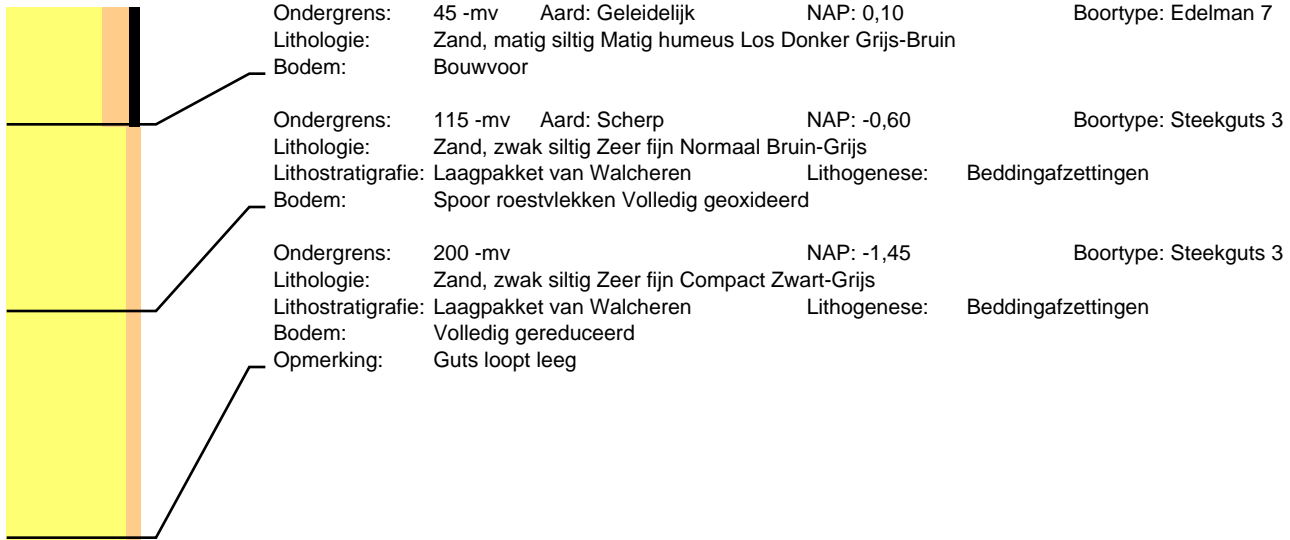 Ondergrens: 45 -mv Aard: Geleidelijk NAP: 0,10 Boortype: Edelman 7
Lithologie: Zand, matig siltig Matig humeus Los Donker Grijs-Bruin
Bodem: Bouwvoor
Ondergrens: 115 -mv Aard: Scherp NAP: -0,60 Boortype: Steekguts 3
Lithologie: Zand, zwak siltig Zeer fijn Normaal Bruin-Grijs
Lithostratigrafie: Laagpakket van Walcheren Lithogenese: Beddingafzettingen
Bodem: Spoor roestvlekken Volledig geoxideerd
Ondergrens: 200 -mv NAP: -1,45 Boortype: Steekguts 3
Lithologie: Zand, zwak siltig Zeer fijn Compact Zwart-Grijs
Lithostratigrafie: Laagpakket van Walcheren Lithogenese: Beddingafzettingen
Bodem: Volledig gereduceerd
Opmerking: Guts loopt leeg